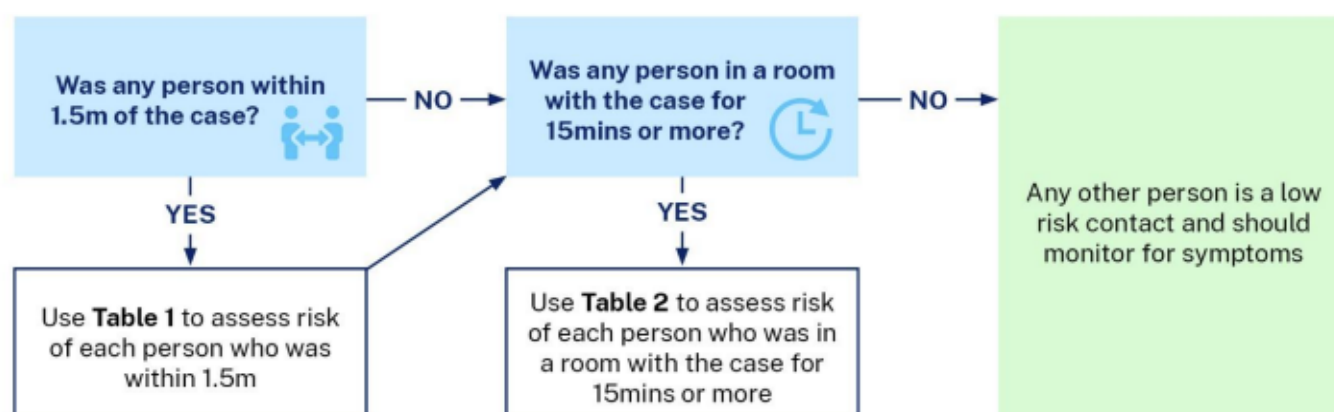 Was any person within
1.5m of the case?
NO
Was any person in a room
with the case for
15mins or more?
NO
YES
YES
Any other person is a low
risk contact and should
monitor for symptoms
Use Table 1 to assess risk
of each person who was
within 1.5m
Use Table 2 to assess risk
of each person who was in
a room with the case for
15mins or more